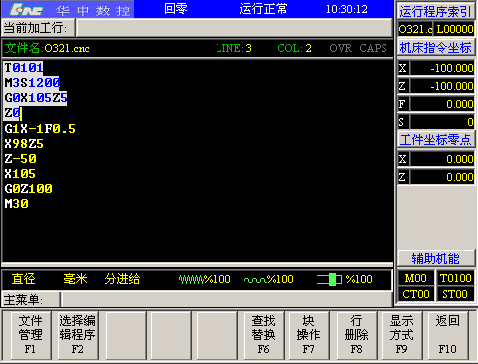 华中数控 回零 运行正常 10:30:12 运行程序索引
当前加工行: O321.c L00000
文件名:O321.cnc LINE:3 COL:2 OVR CAPS 机床指令坐标
T0101
M3S1200
G0X105Z5
Z0
G1X-1F0.5
X98Z5
Z-50
X105
G0Z100
M30
X -100.000
Z -100.000
F 0.000
S 0
工件坐标零点
X 0.000
Z 0.000
辅助机能
M00 T0100
CT00 ST00
直径 毫米 分进给 %100 %100 %100
主菜单:
文件管理 F1
选择编辑程序 F2
查找替换 F6
块操作 F7
行删除 F8
显示方式 F9
返回 F10